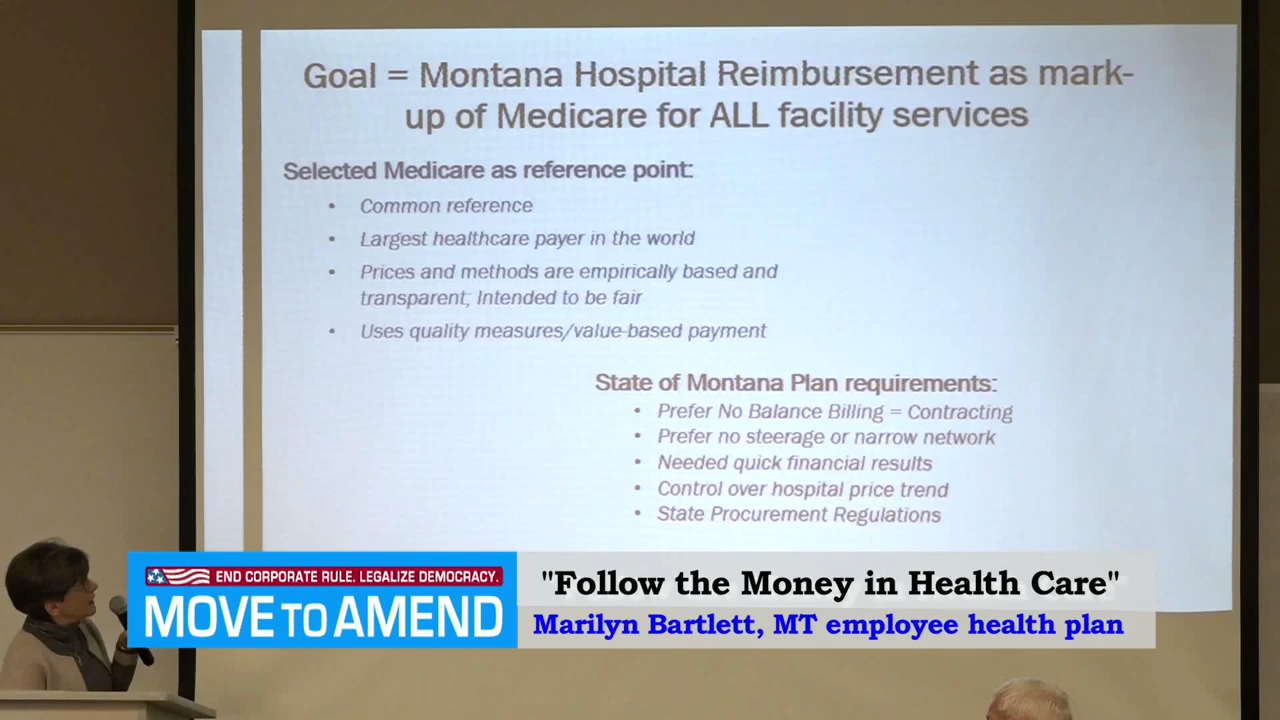 Goal = Montana Hospital Reimbursement as mark-
up of Medicare for ALL facility services
Selected Medicare as reference point:
• Common reference
• Largest healthcare payer in the world
• Prices and methods are empirically based and
transparent; Intended to be fair
• Uses quality measures/value-based payment
State of Montana Plan requirements:
• Prefer No Balance Billing = Contracting
• Prefer no steerage or narrow network
• Needed quick financial results
• Control over hospital price trend
• State Procurement Regulations
END CORPORATE RULE. LEGALIZE DEMOCRACY.
MOVE TO AMEND
"Follow the Money in Health Care"
Marilyn Bartlett, MT employee health plan